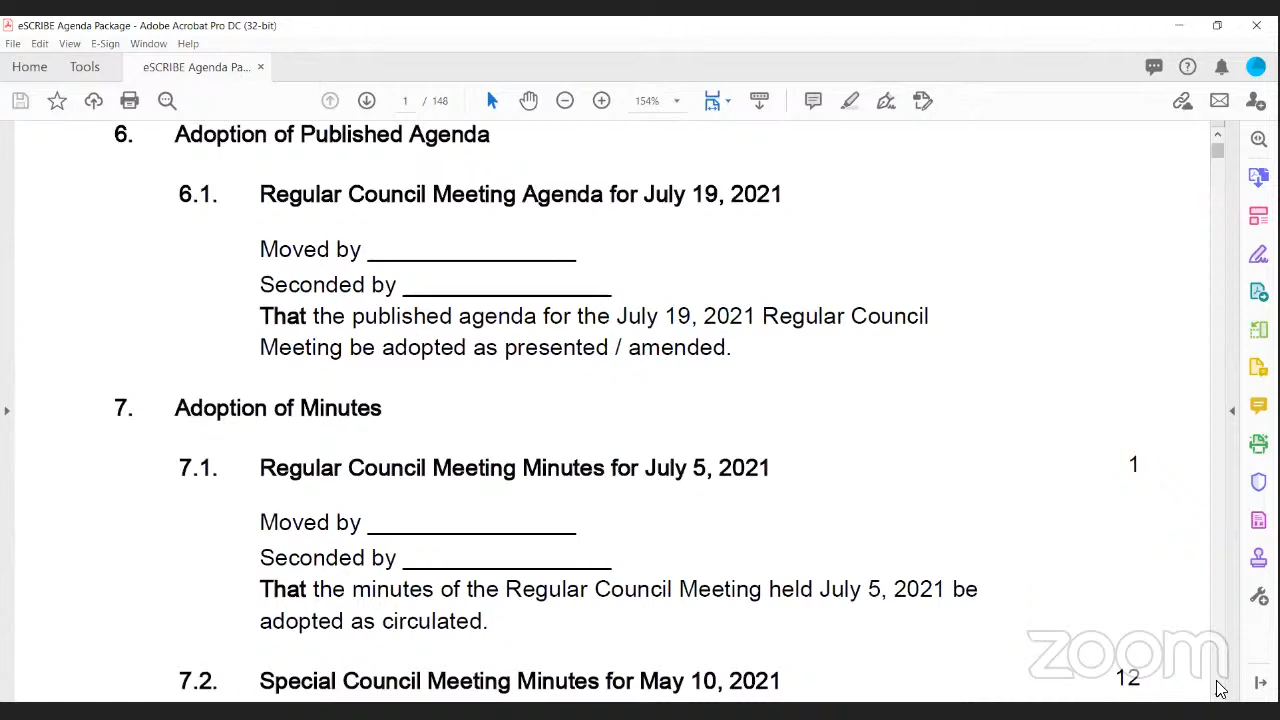 eSCRIBE Agenda Package - Adobe Acrobat Pro DC (32-bit)
File Edit View E-Sign Window Help
Home Tools eSCRIBE Agenda Pa... ×
1 / 148 154%
6. Adoption of Published Agenda
6.1. Regular Council Meeting Agenda for July 19, 2021
Moved by ________________
Seconded by ________________
That the published agenda for the July 19, 2021 Regular Council
Meeting be adopted as presented / amended.
7. Adoption of Minutes
7.1. Regular Council Meeting Minutes for July 5, 2021 1
Moved by ________________
Seconded by ________________
That the minutes of the Regular Council Meeting held July 5, 2021 be
adopted as circulated.
zoom
7.2. Special Council Meeting Minutes for May 10, 2021 12